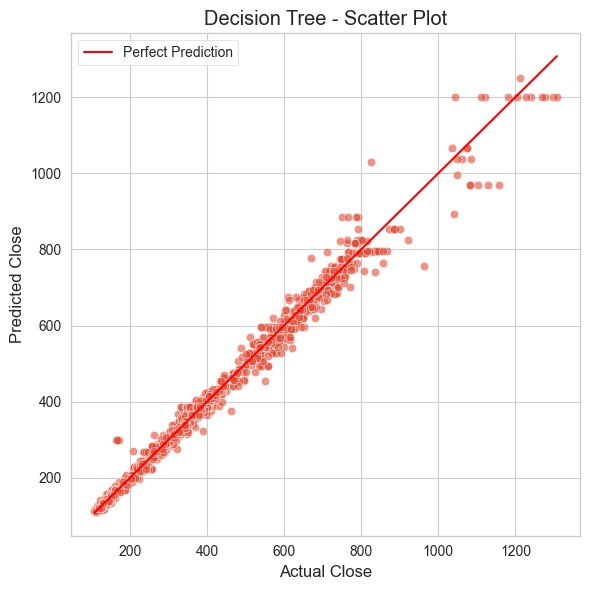 Decision Tree - Scatter Plot
Perfect Prediction
1200
1000
800
600
400
200
Predicted Close
200 400 600 800 1000 1200
Actual Close